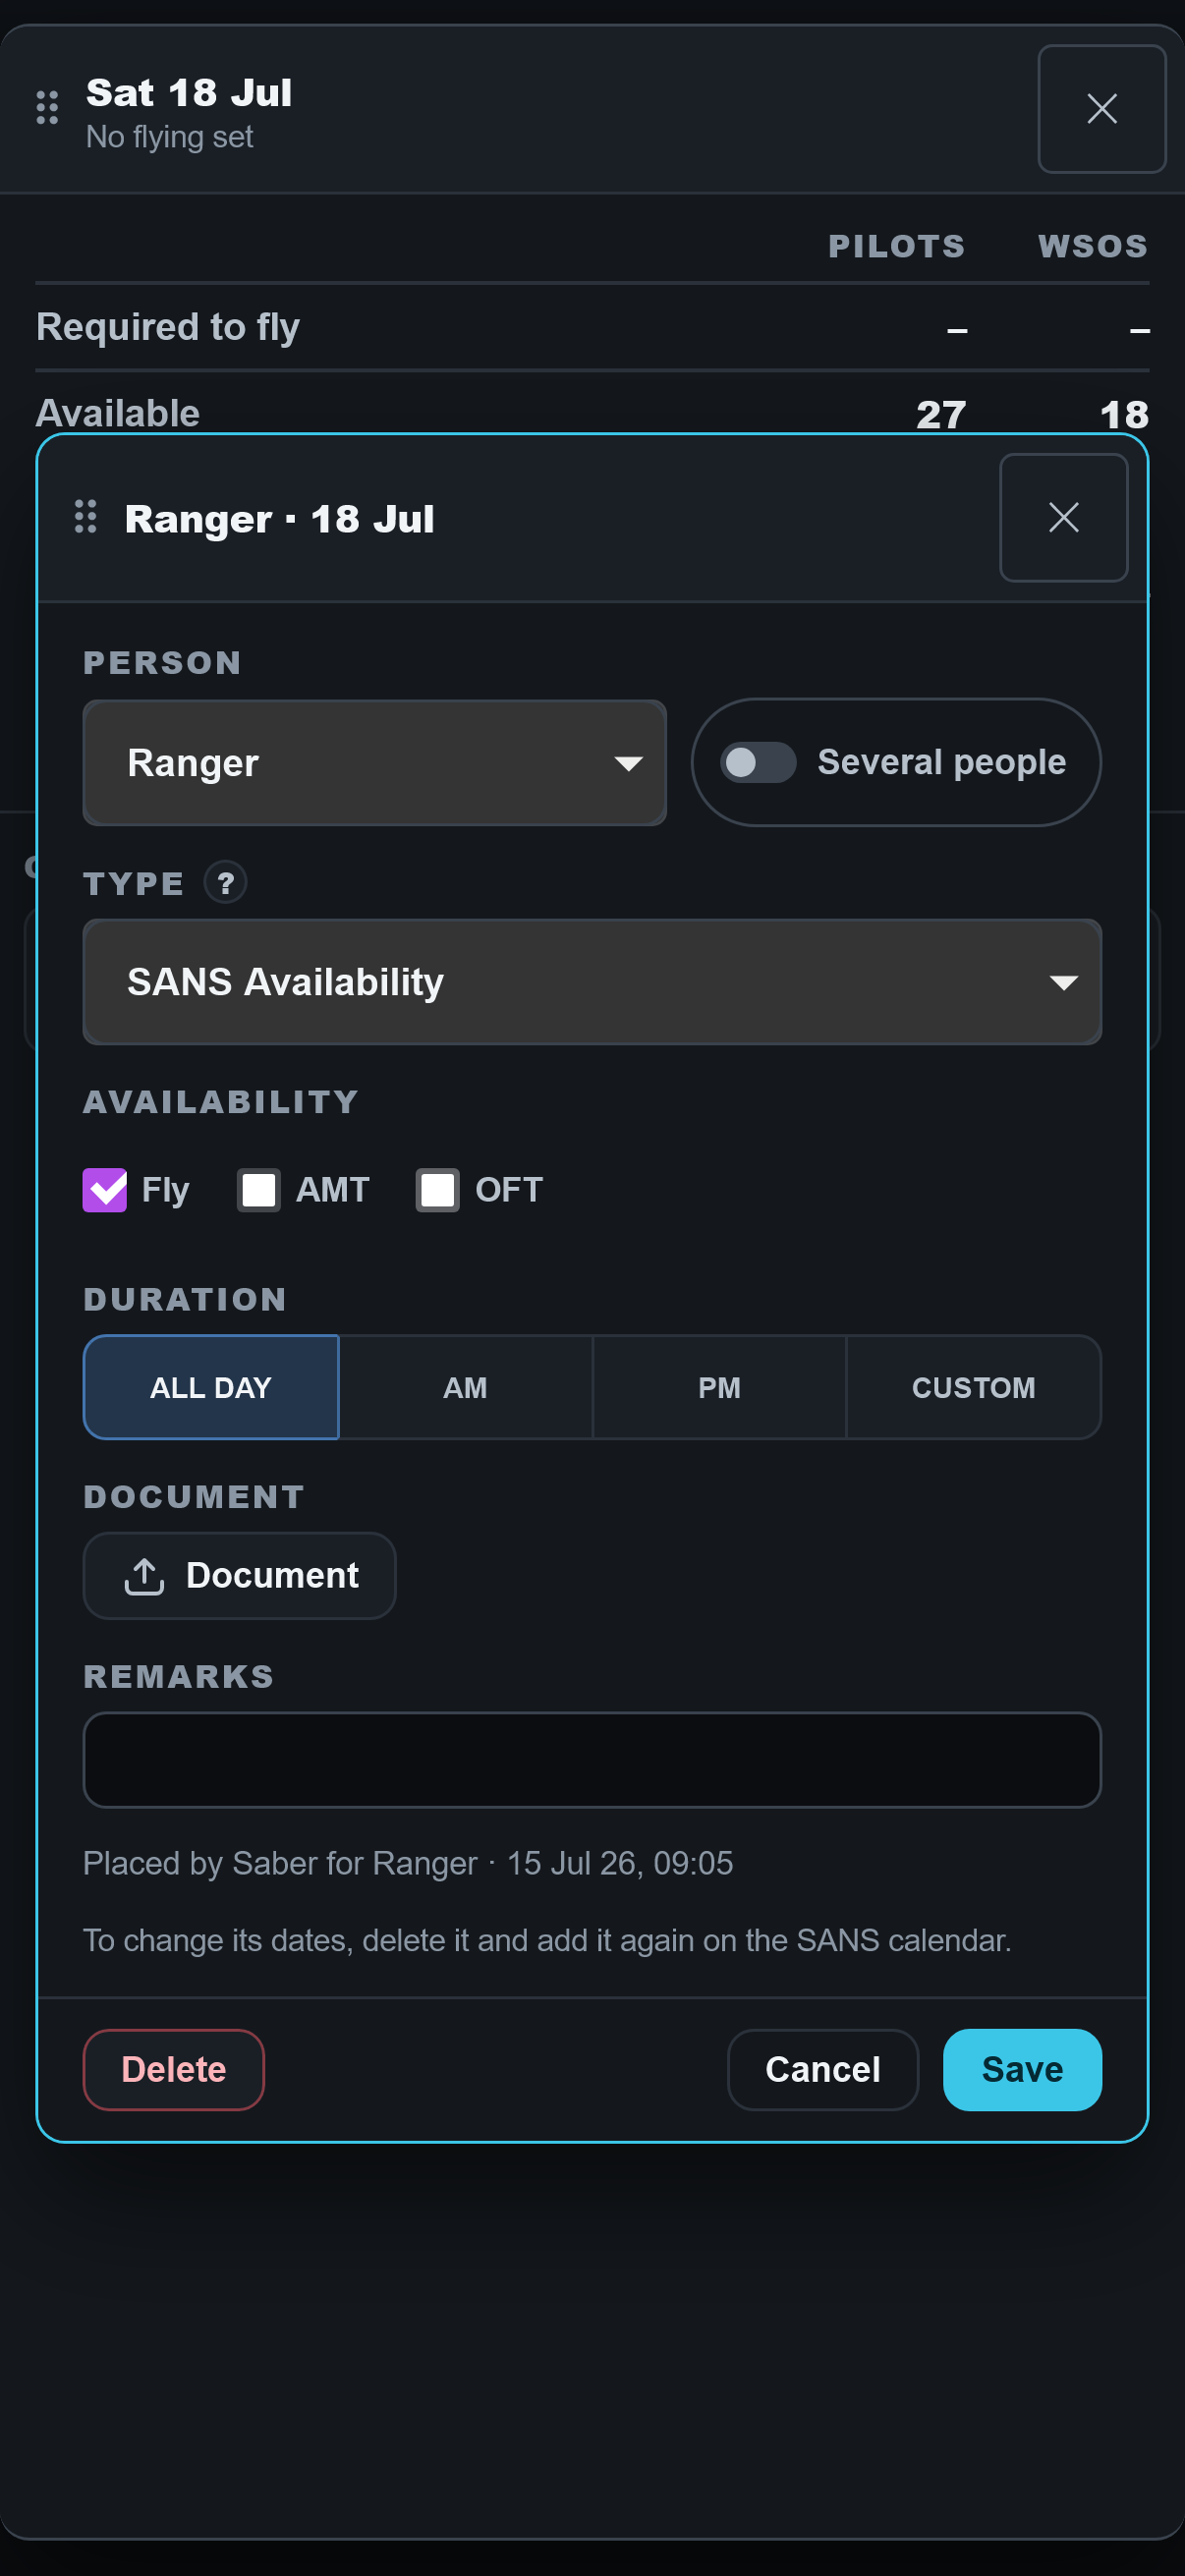 Sat 18 Jul
No flying set
PILOTS WSOS
Required to fly – –
Available 27 18
Ranger · 18 Jul
PERSON
Ranger Several people
TYPE ?
SANS Availability
AVAILABILITY
Fly AMT OFT
DURATION
ALL DAY AM PM CUSTOM
DOCUMENT
Document
REMARKS
Placed by Saber for Ranger · 15 Jul 26, 09:05
To change its dates, delete it and add it again on the SANS calendar.
Delete Cancel Save